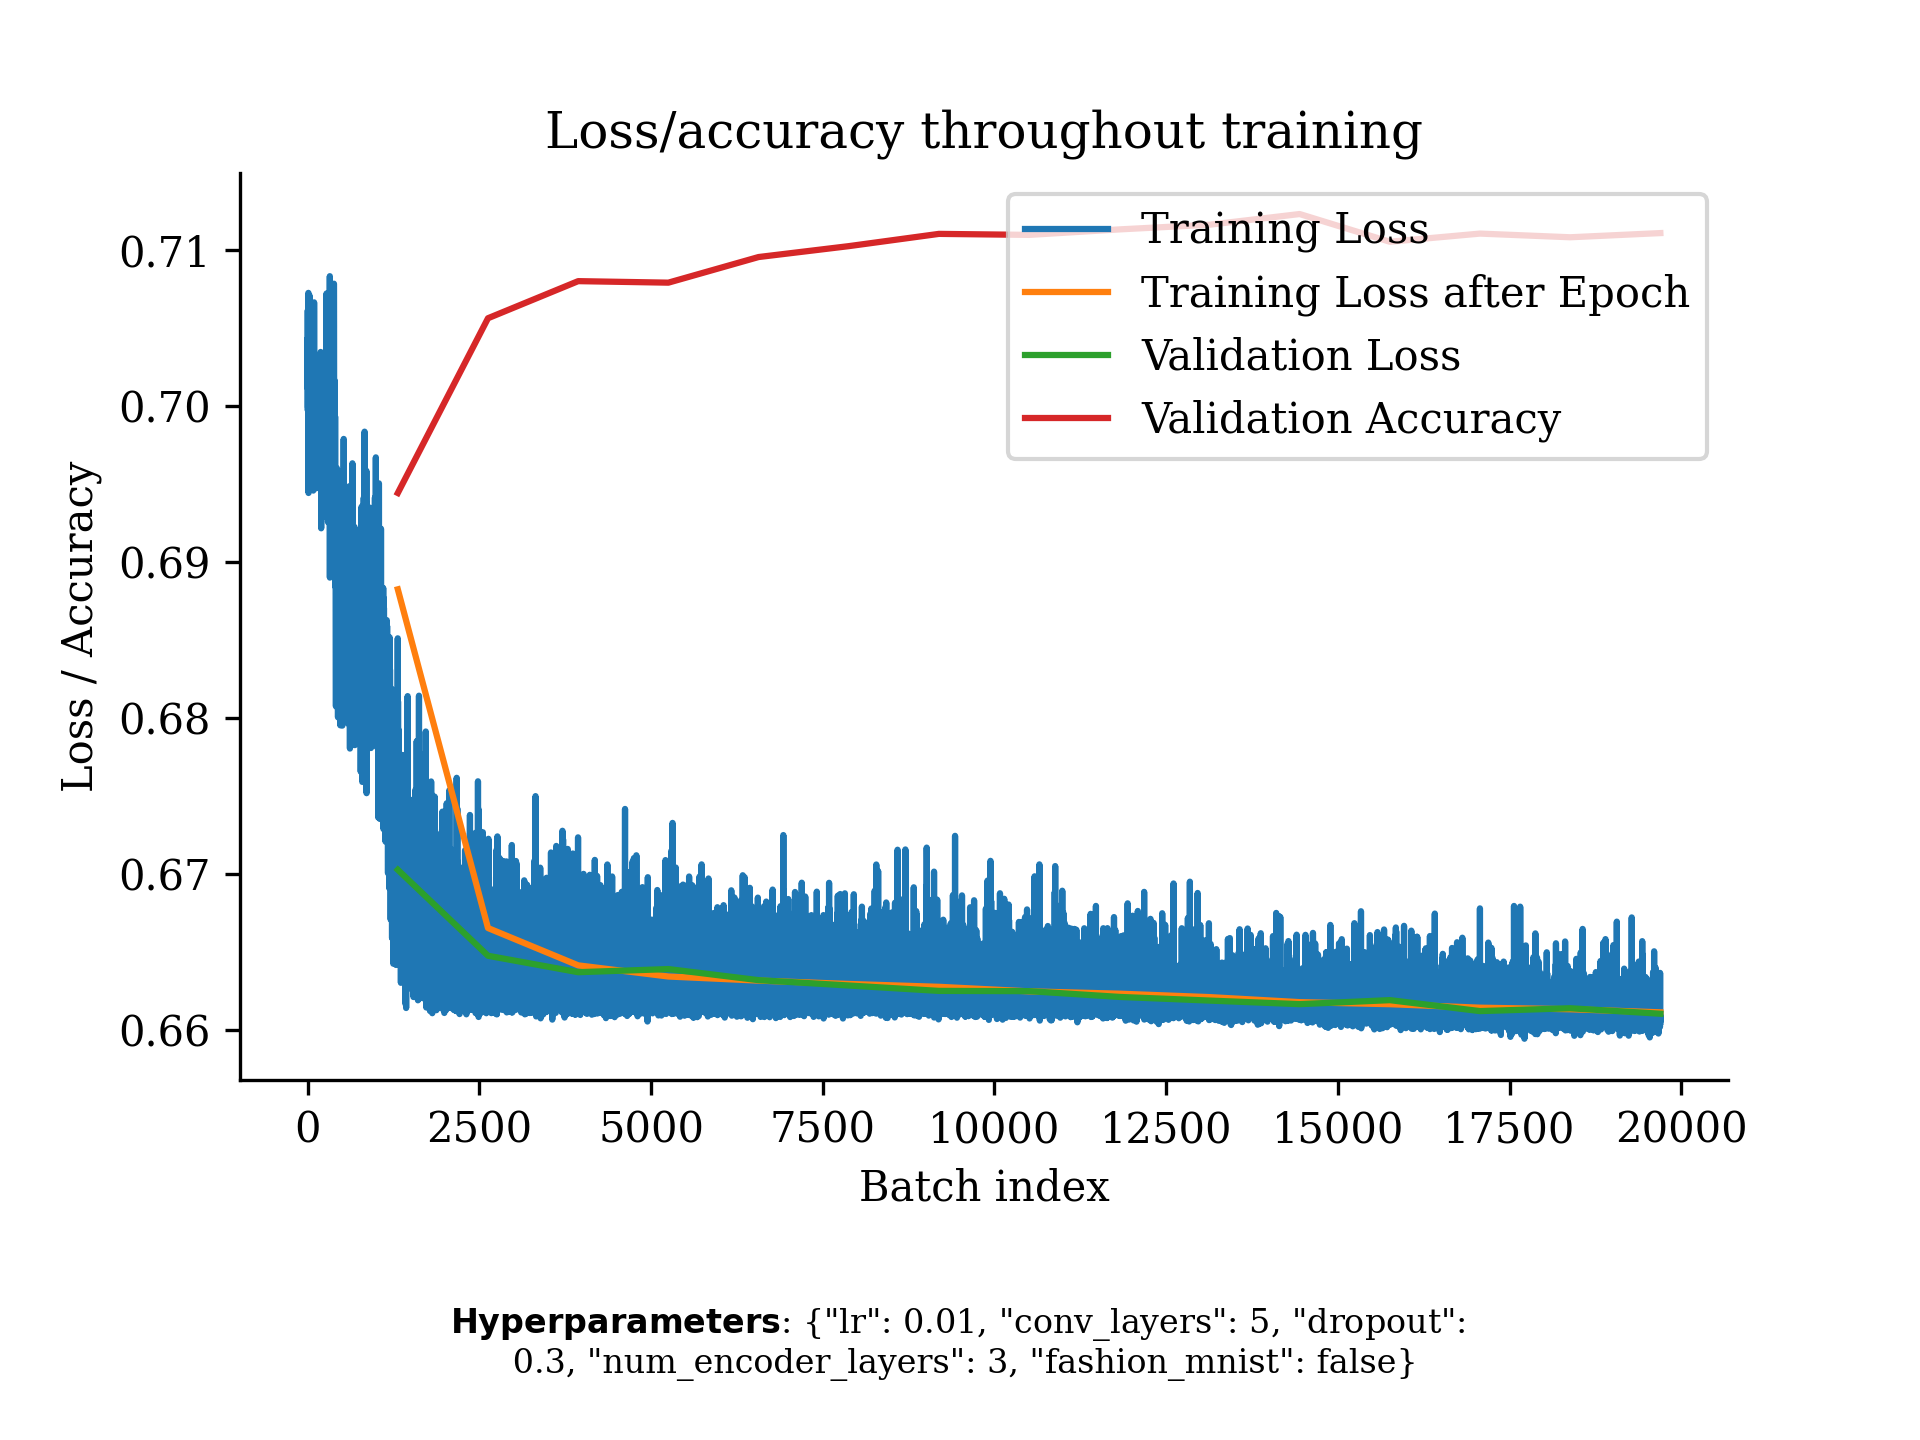 Loss/accuracy throughout training
Training Loss
Training Loss after Epoch
Validation Loss
Validation Accuracy
Loss / Accuracy
0.71
0.70
0.69
0.68
0.67
0.66
0 2500 5000 7500 10000 12500 15000 17500 20000
Batch index
Hyperparameters: {"lr": 0.01, "conv_layers": 5, "dropout":
0.3, "num_encoder_layers": 3, "fashion_mnist": false}